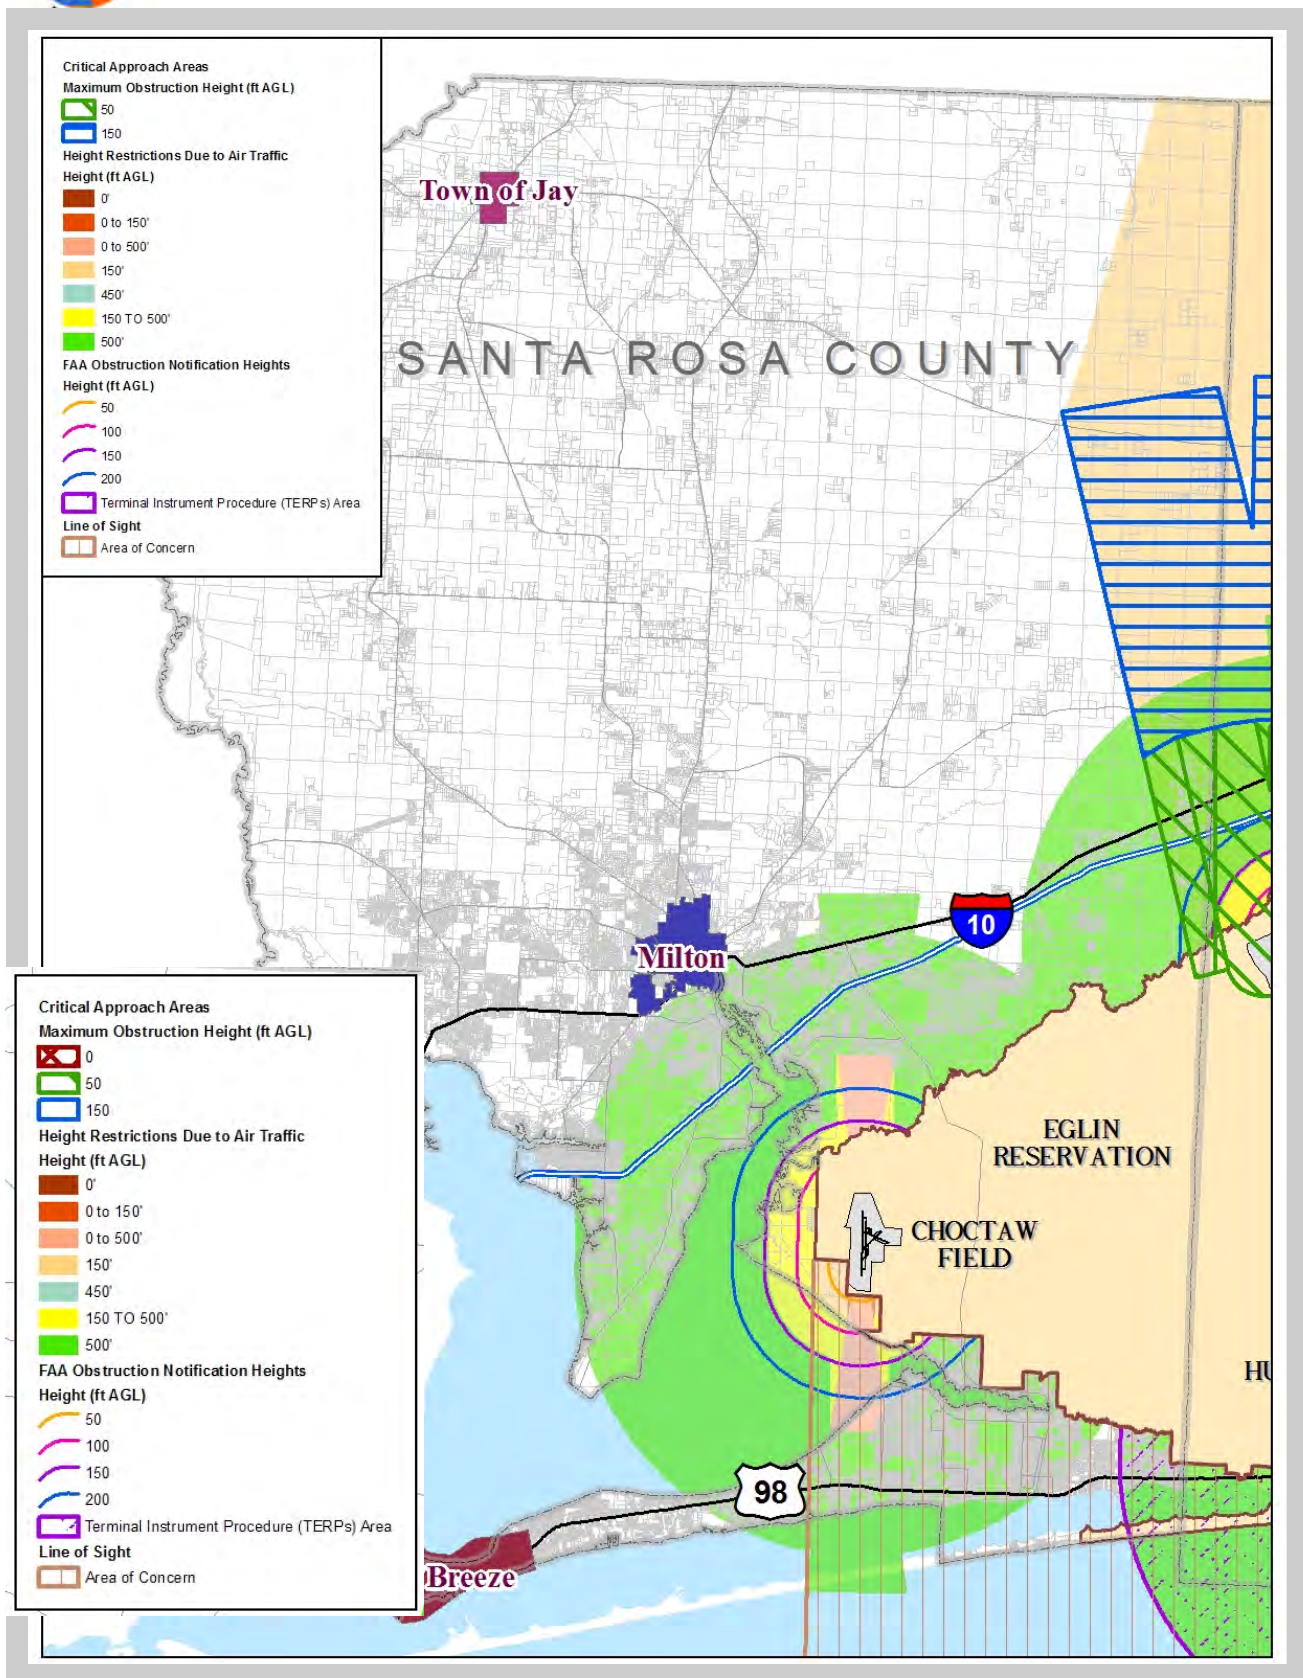 Critical Approach Areas
Maximum Obstruction Height (ft AGL)
50
150
Height Restrictions Due to Air Traffic
Height (ft AGL)
0'
0 to 150'
0 to 500'
150'
450'
150 TO 500'
500'
FAA Obstruction Notification Heights
Height (ft AGL)
50
100
150
200
Terminal Instrument Procedure (TERPs) Area
Line of Sight
Area of Concern
Town of Jay
SANTA ROSA COUNTY
10
Milton
EGLIN
RESERVATION
CHOCTAW
FIELD
HU
98
Breeze
Critical Approach Areas
Maximum Obstruction Height (ft AGL)
0
50
150
Height Restrictions Due to Air Traffic
Height (ft AGL)
0'
0 to 150'
0 to 500'
150'
450'
150 TO 500'
500'
FAA Obstruction Notification Heights
Height (ft AGL)
50
100
150
200
Terminal Instrument Procedure (TERPs) Area
Line of Sight
Area of Concern